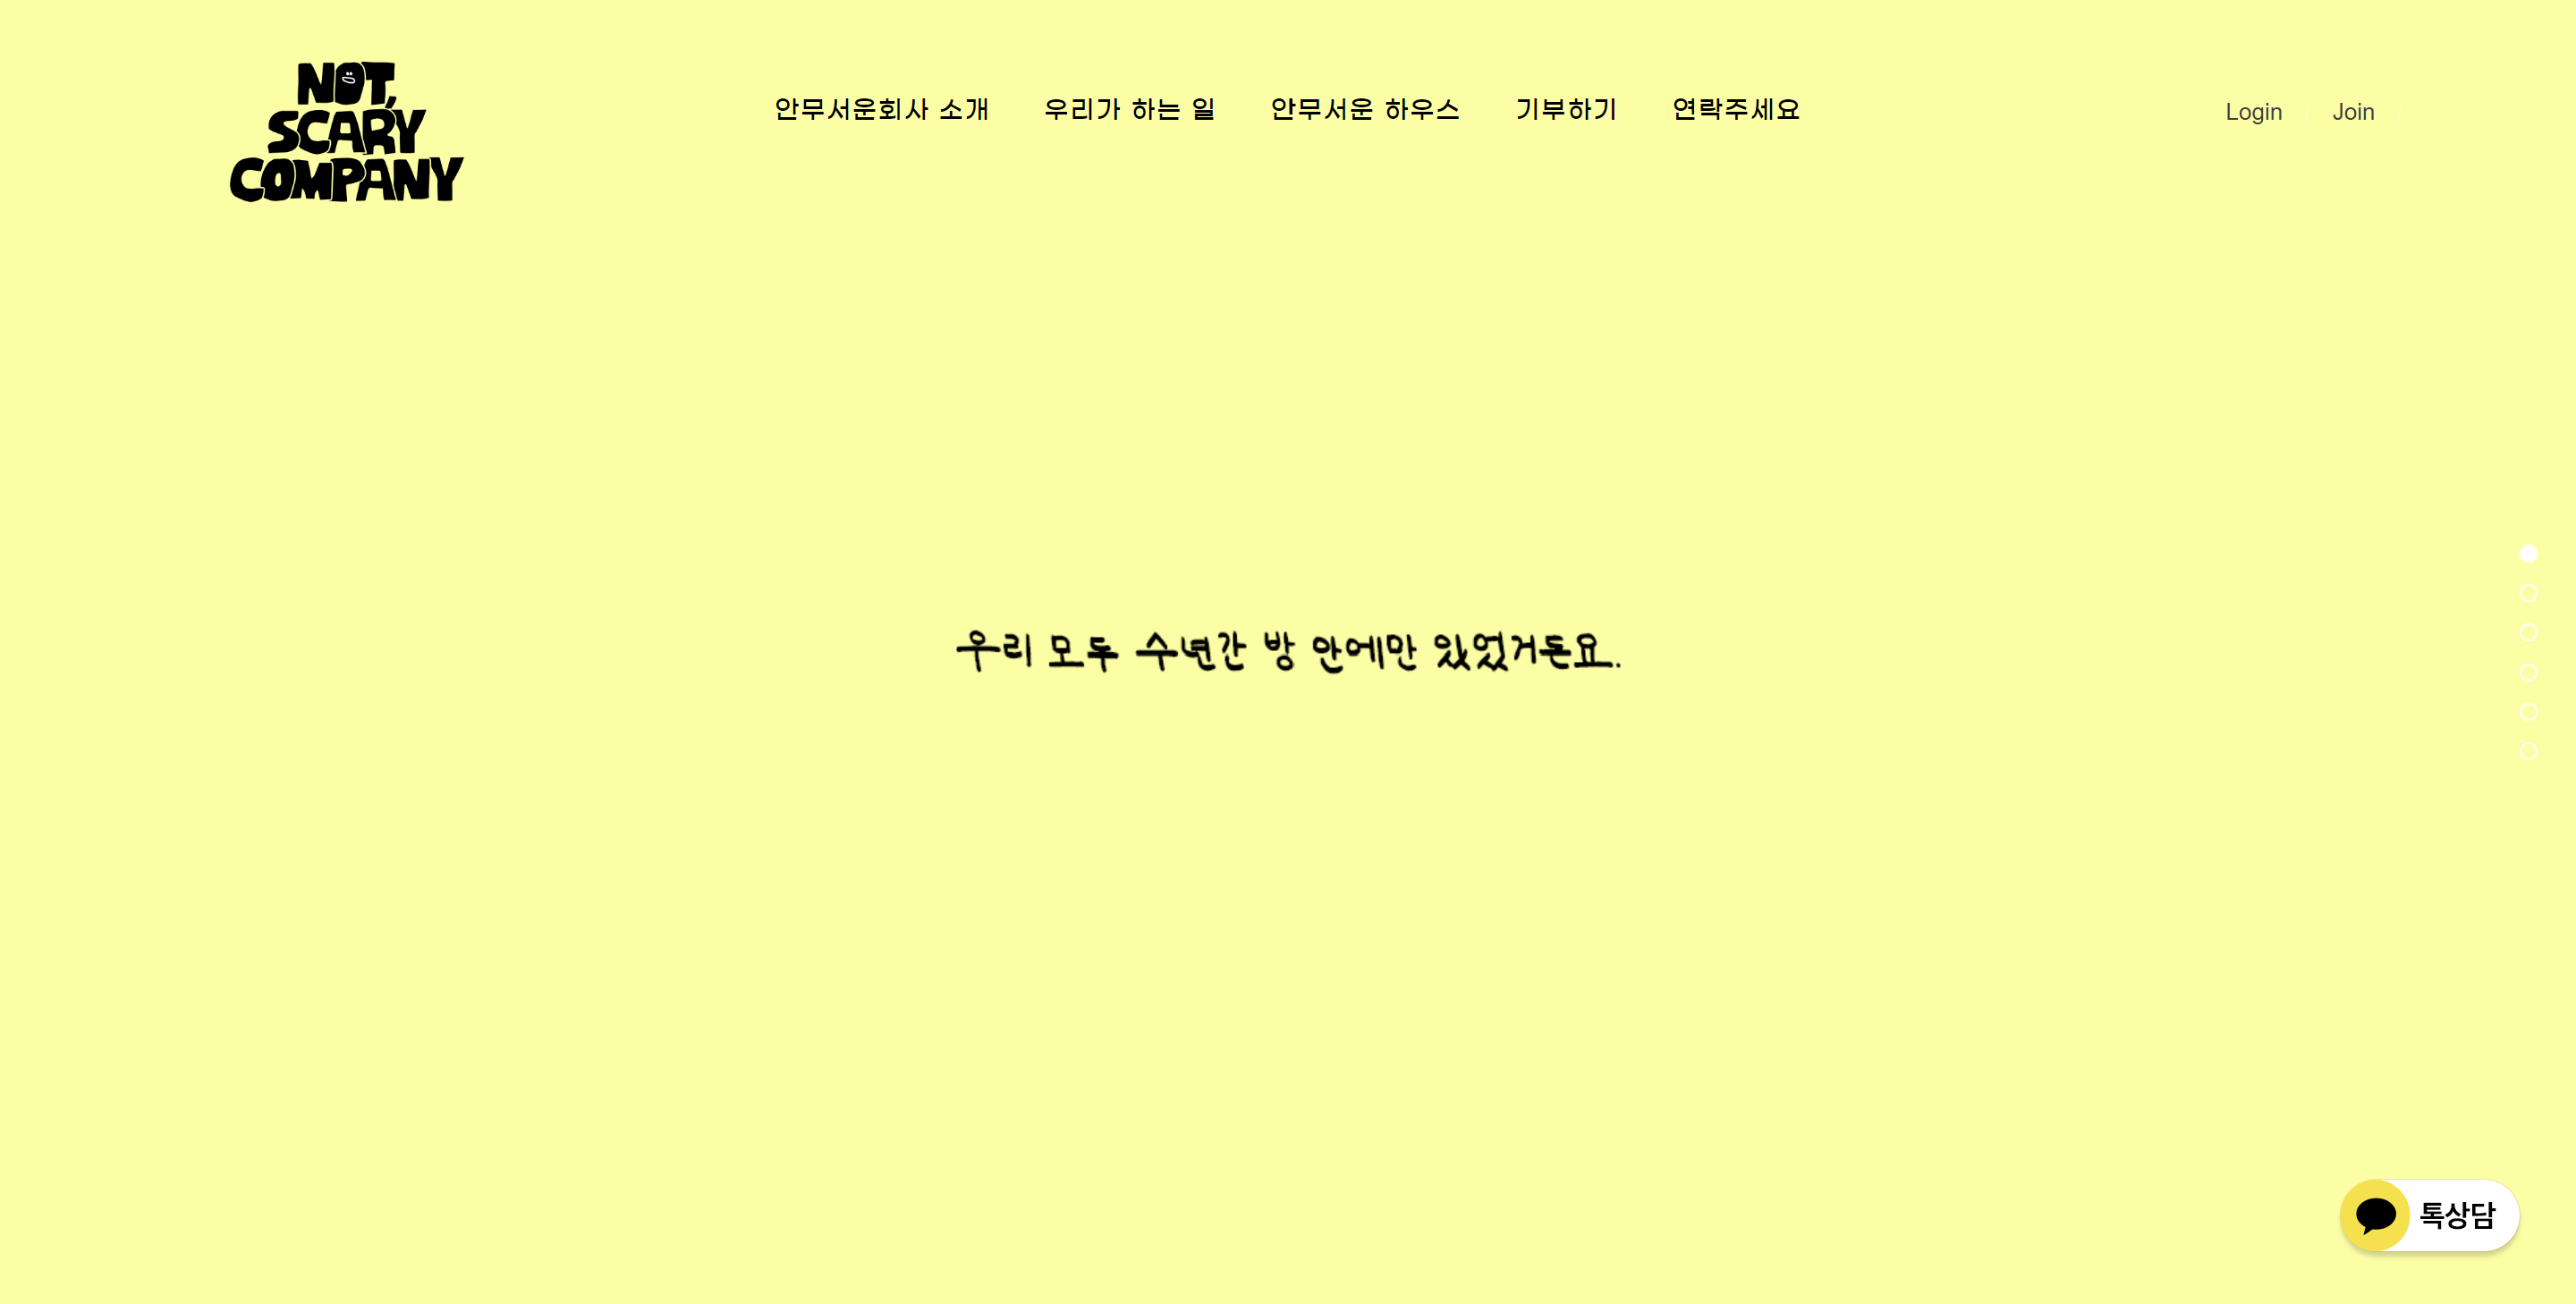 NOT,
SCARY
COMPANY
안무서운회사 소개 우리가 하는 일 안무서운 하우스 기부하기 연락주세요
Login / Join /
우리 모두 수년간 방 안에만 있었거든요.
톡상담